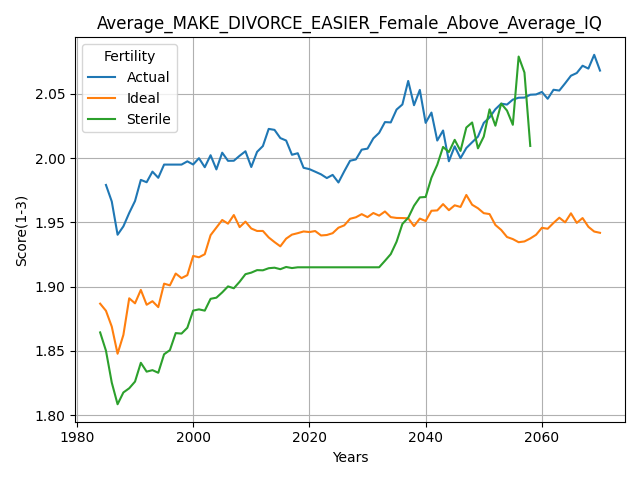 Average_MAKE_DIVORCE_EASIER_Female_Above_Average_IQ
Fertility
Actual
Ideal
Sterile
Score(1-3)
2.05
2.00
1.95
1.90
1.85
1.80
1980
2000
2020
2040
2060
Years